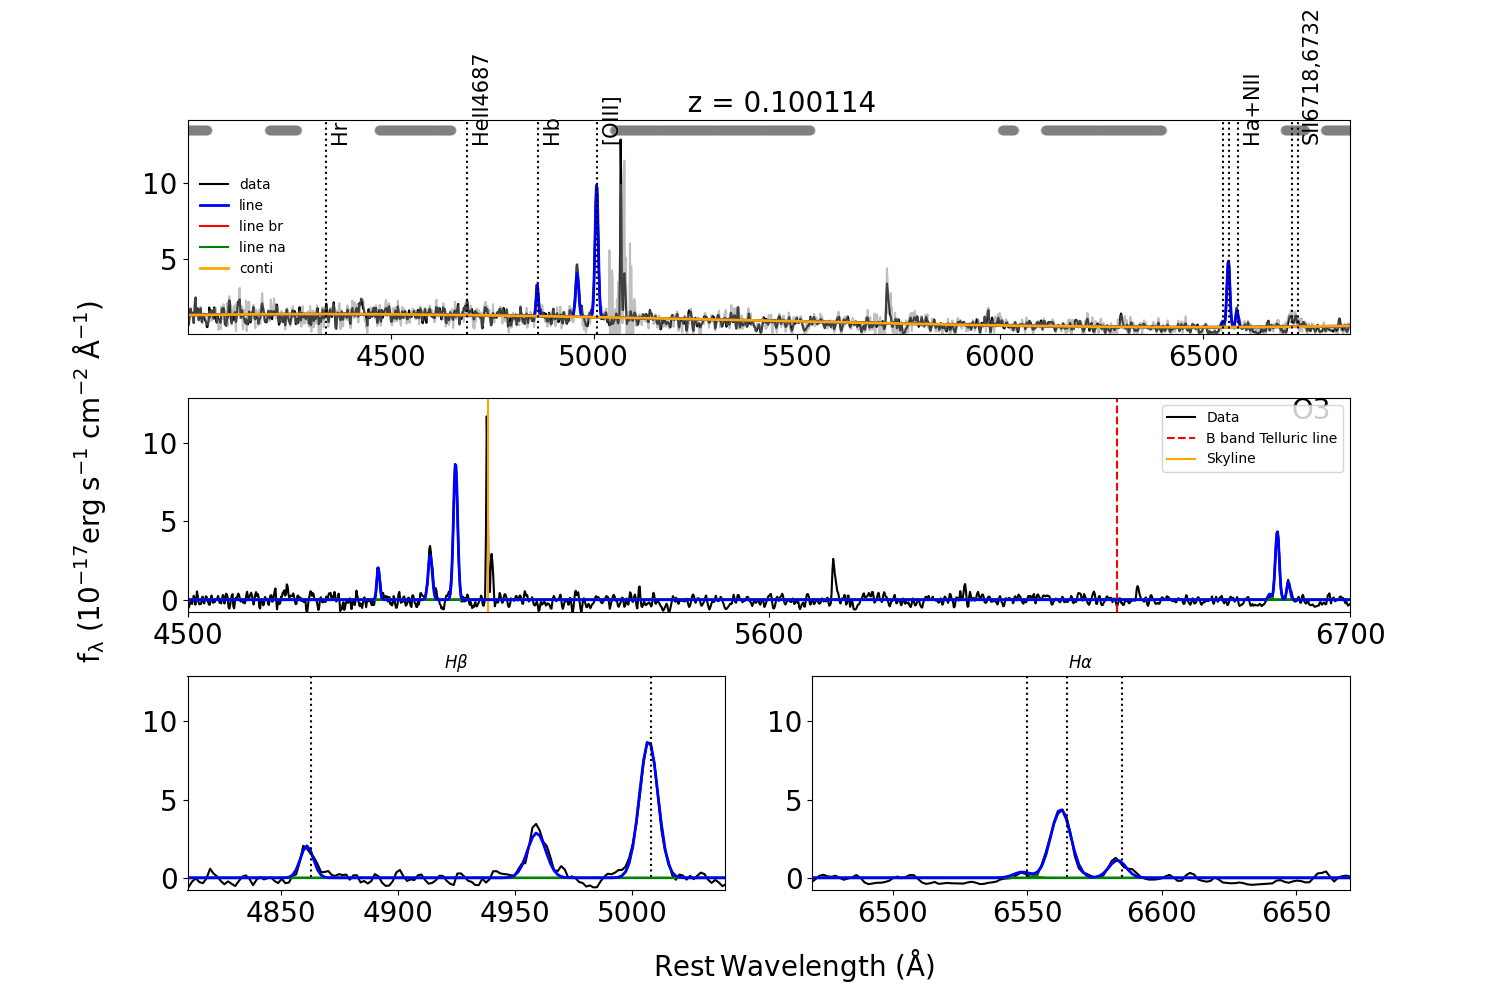 z = 0.100114
Hr
HeII4687
Hb
[OIII]
Ha+NII
SII6718,6732
10
5
data
line
line br
line na
conti
4500 5000 5500 6000 6500
fλ (10⁻¹⁷erg s⁻¹ cm⁻² Å⁻¹)
O3
Data
B band Telluric line
Skyline
10
5
0
4500 5600 6700
Hβ
10
5
0
4850 4900 4950 5000
Hα
10
5
0
6500 6550 6600 6650
Rest Wavelength (Å)